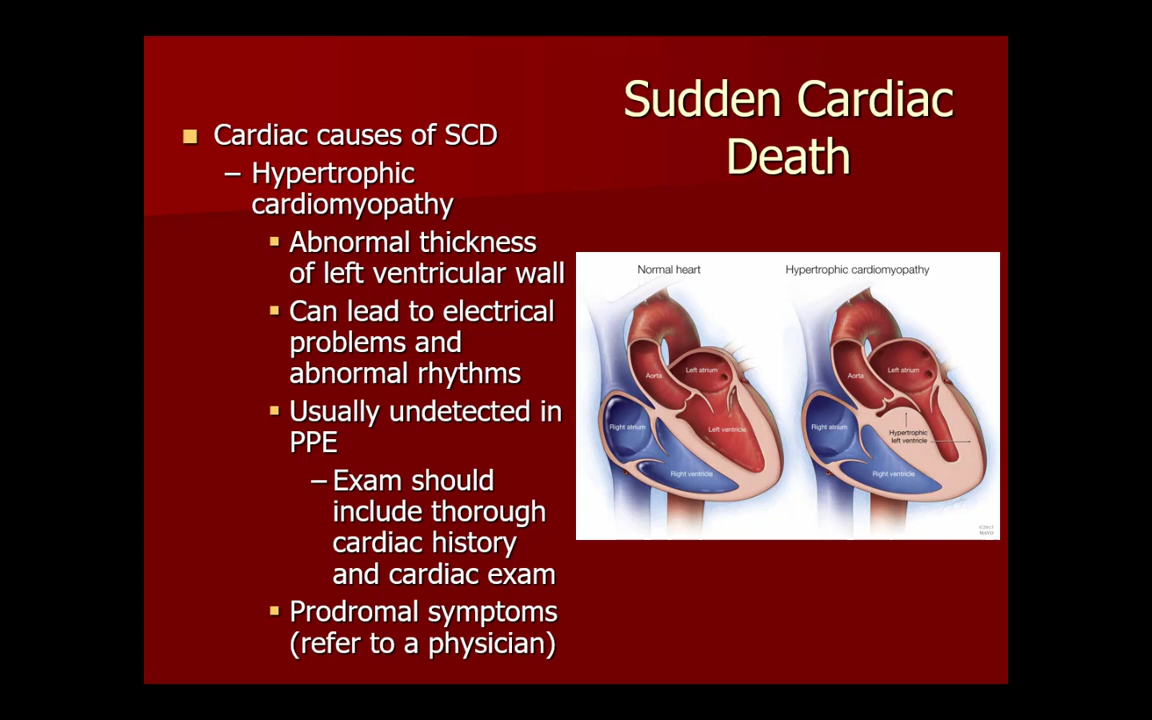 Sudden Cardiac
Death
■ Cardiac causes of SCD
– Hypertrophic
cardiomyopathy
▪ Abnormal thickness
of left ventricular wall
▪ Can lead to electrical
problems and
abnormal rhythms
▪ Usually undetected in
PPE
– Exam should
include thorough
cardiac history
and cardiac exam
▪ Prodromal symptoms
(refer to a physician)
Normal heart
Aorta
Left atrium
Right atrium
Left ventricle
Right ventricle
Hypertrophic cardiomyopathy
Aorta
Left atrium
Right atrium
Hypertrophic
left ventricle
Right ventricle
MAYO